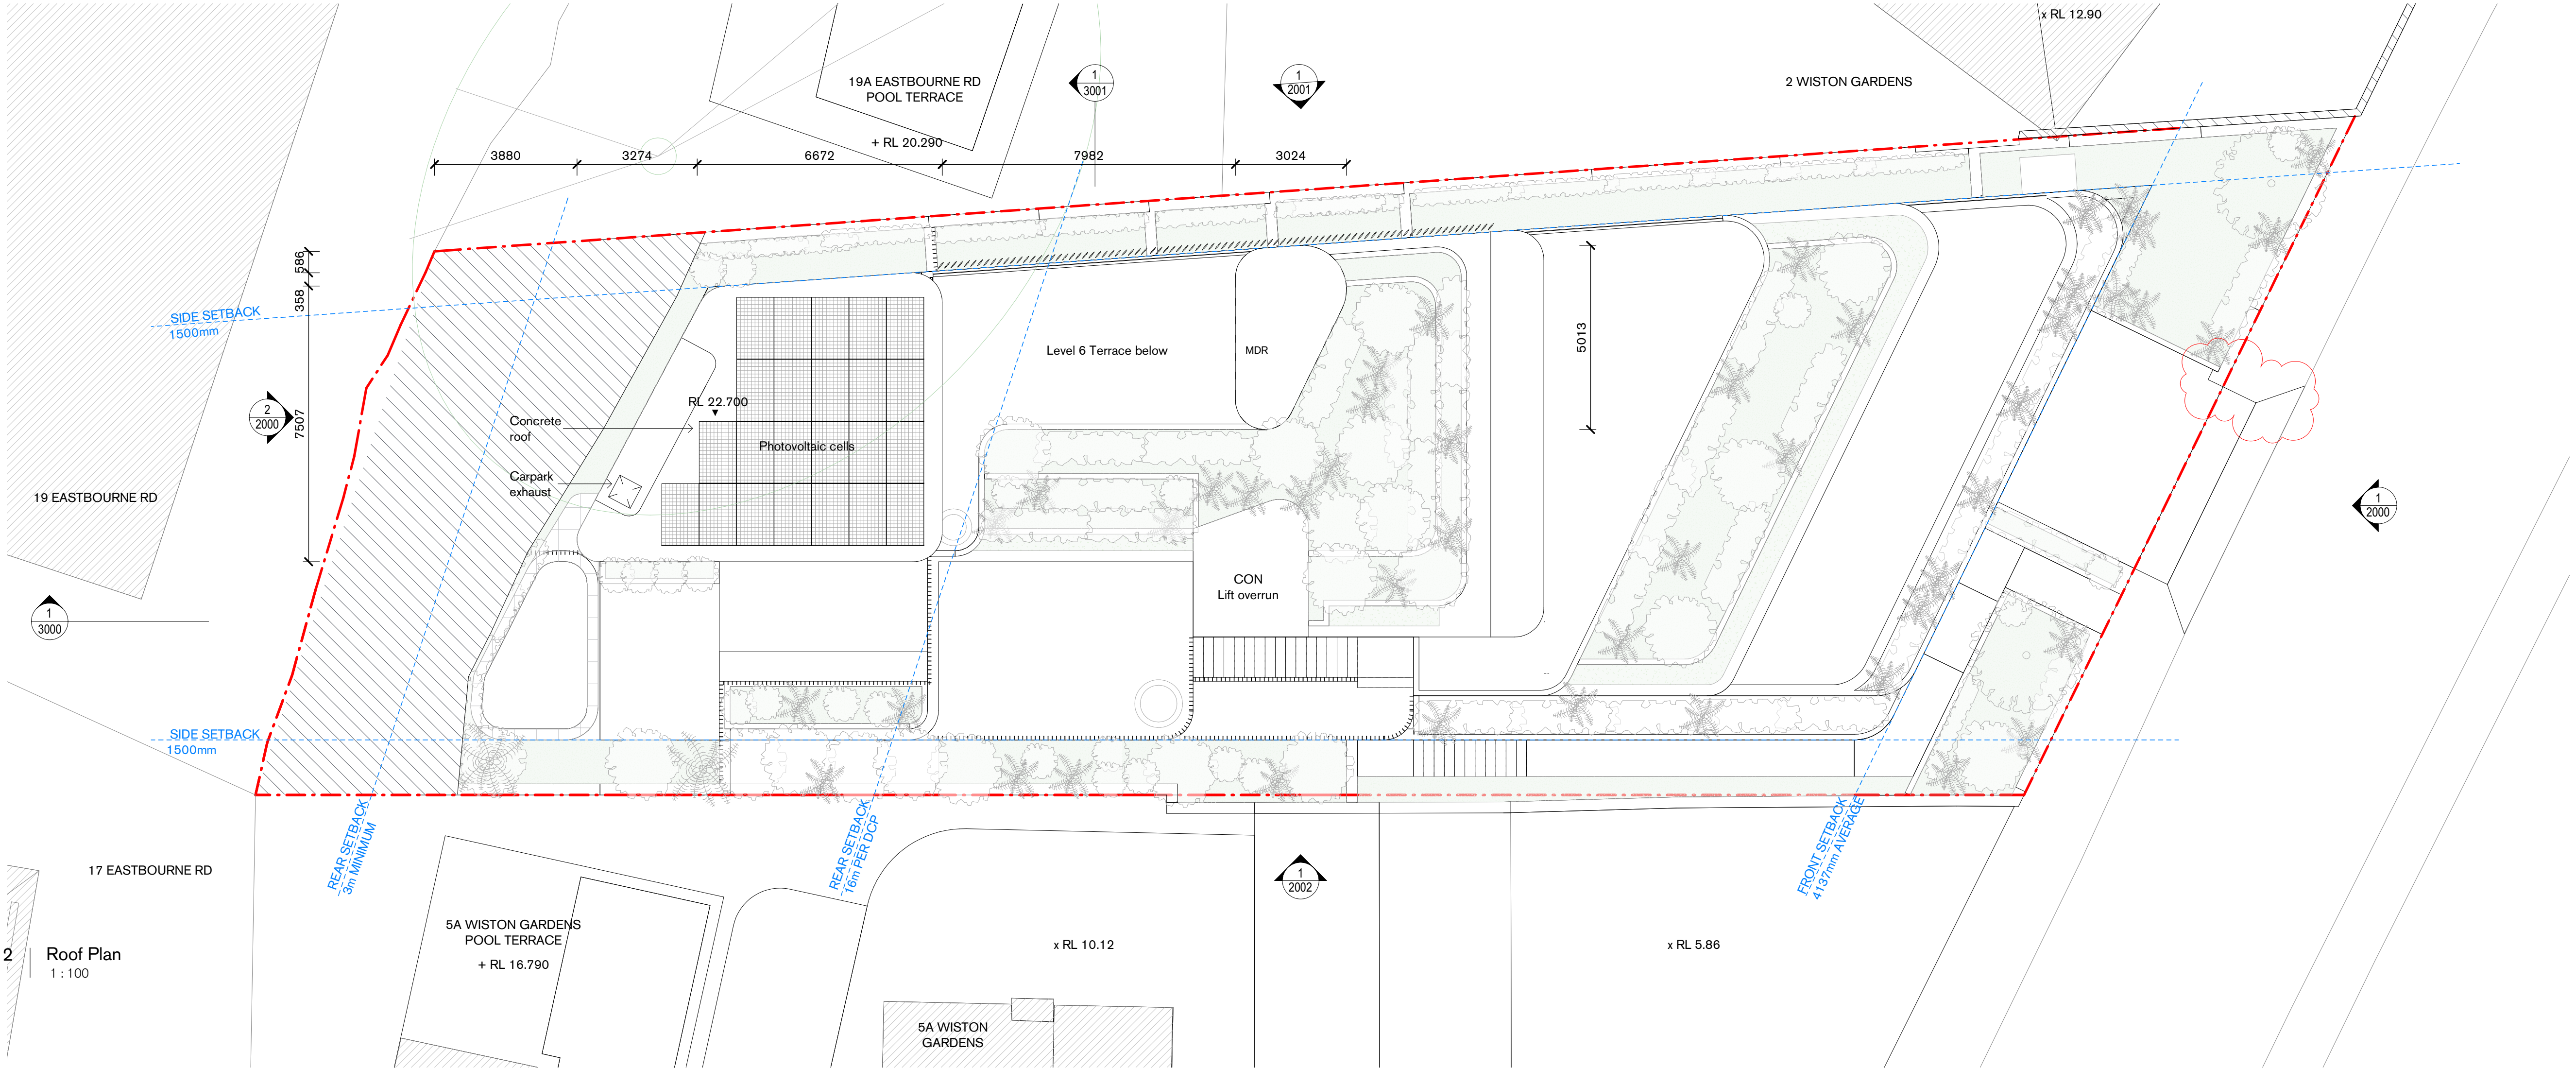 x RL 12.90
19A EASTBOURNE RD
POOL TERRACE
1
3001
1
2001
2 WISTON GARDENS
+ RL 20.290
3880
3274
6672
7982
3024
586
358
7507
SIDE SETBACK
1500mm
5013
Level 6 Terrace below
MDR
RL 22.700
Concrete
roof
Photovoltaic cells
Carpark
exhaust
2
2000
19 EASTBOURNE RD
1
2000
CON
Lift overrun
1
3000
SIDE SETBACK
1500mm
REAR SETBACK
3m MINIMUM
REAR SETBACK
16m PER DCP
FRONT SETBACK
4137mm AVERAGE
17 EASTBOURNE RD
1
2002
5A WISTON GARDENS
POOL TERRACE
+ RL 16.790
x RL 10.12
x RL 5.86
2
Roof Plan
1 : 100
5A WISTON
GARDENS